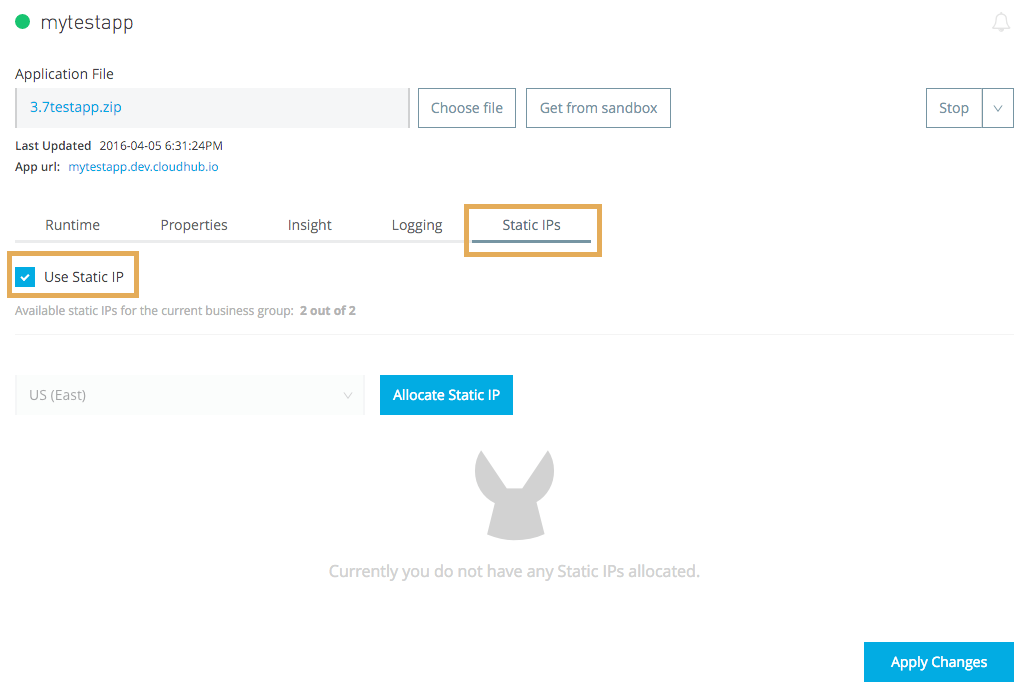 mytestapp
Application File
3.7testapp.zip
Choose file
Get from sandbox
Stop
Last Updated 2016-04-05 6:31:24PM
App url: mytestapp.dev.cloudhub.io
Runtime Properties Insight Logging Static IPs
Use Static IP
Available static IPs for the current business group: 2 out of 2
US (East)
Allocate Static IP
Currently you do not have any Static IPs allocated.
Apply Changes